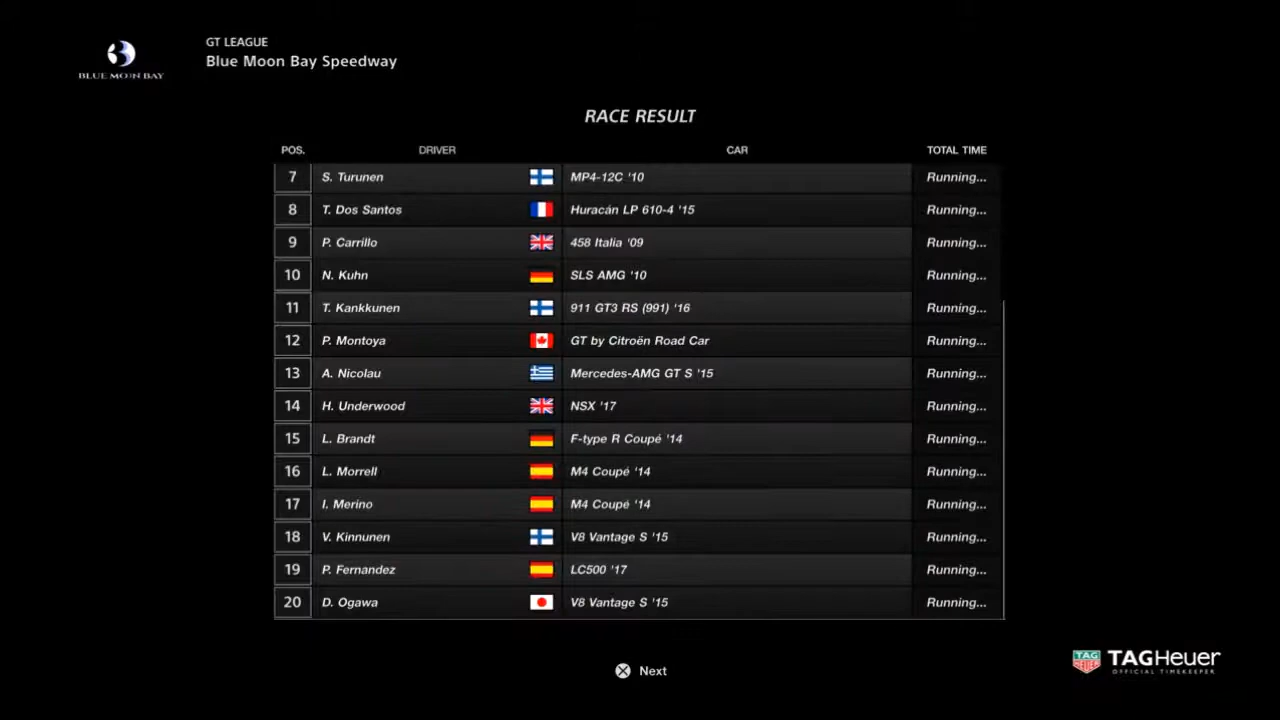 GT LEAGUE
Blue Moon Bay Speedway
BLUE MOON BAY
RACE RESULT
POS. DRIVER CAR TOTAL TIME
7 S. Turunen MP4-12C '10 Running...
8 T. Dos Santos Huracán LP 610-4 '15 Running...
9 P. Carrillo 458 Italia '09 Running...
10 N. Kuhn SLS AMG '10 Running...
11 T. Kankkunen 911 GT3 RS (991) '16 Running...
12 P. Montoya GT by Citroën Road Car Running...
13 A. Nicolau Mercedes-AMG GT S '15 Running...
14 H. Underwood NSX '17 Running...
15 L. Brandt F-type R Coupé '14 Running...
16 L. Morrell M4 Coupé '14 Running...
17 I. Merino M4 Coupé '14 Running...
18 V. Kinnunen V8 Vantage S '15 Running...
19 P. Fernandez LC500 '17 Running...
20 D. Ogawa V8 Vantage S '15 Running...
TAG HEUER TAGHeuer
OFFICIAL TIMEKEEPER
Next